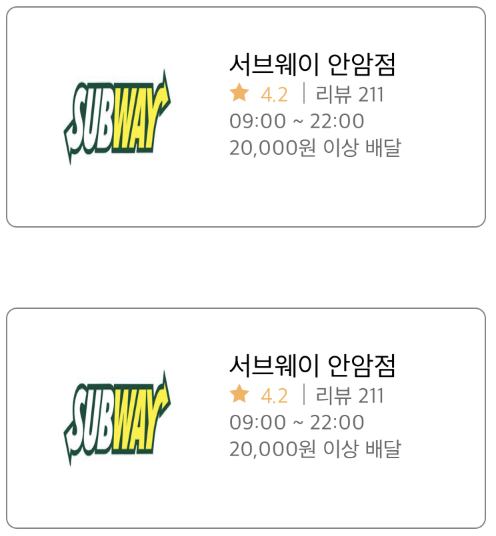 서브웨이 안암점
★ 4.2 | 리뷰 211
SUBWAY
09:00 ~ 22:00
20,000원 이상 배달
서브웨이 안암점
★ 4.2 | 리뷰 211
SUBWAY
09:00 ~ 22:00
20,000원 이상 배달